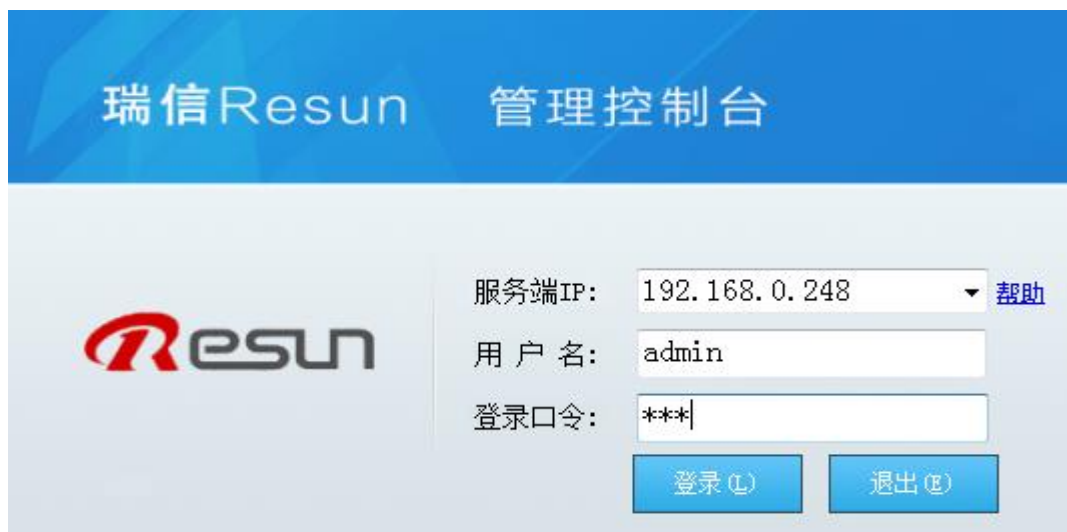 瑞信Resun 管理控制台
服务端IP: 192.168.0.248 帮助
Resun
用 户 名: admin
登录口令: ***
登录(L) 退出(E)